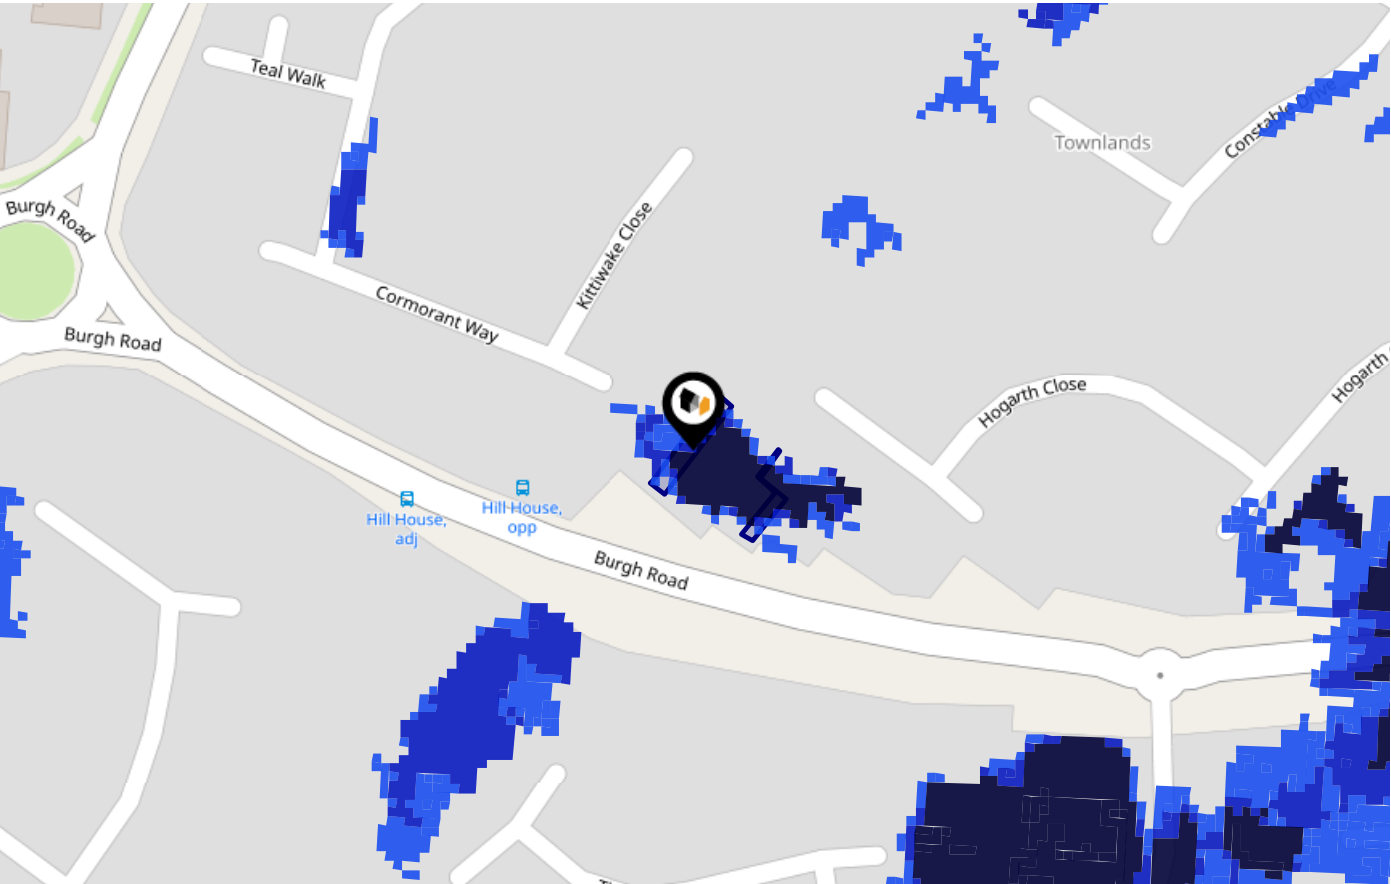 Teal Walk
Townlands
Constable Drive
Burgh Road
Kittiwake Close
Cormorant Way
Burgh Road
Hogarth Close
Hogarth
Hill House,
adj
Hill House,
opp
Burgh Road